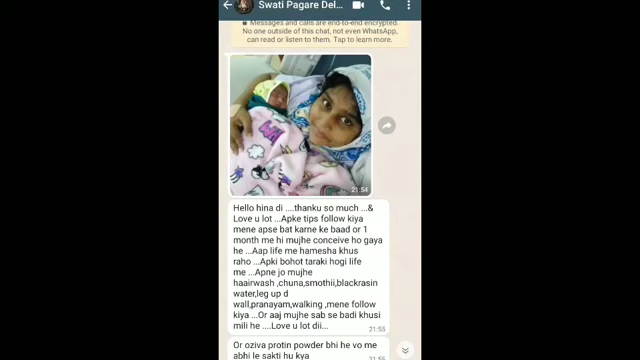 Swati Pagare Del...
Messages and calls are end-to-end encrypted.
No one outside of this chat, not even WhatsApp,
can read or listen to them. Tap to learn more.
21:54
Hello hina di ....thanku so much ...&
Love u lot ...Apke tips follow kiya
mene apse bat karne ke baad or 1
month me hi mujhe conceive ho gaya
he ...Aap life me hamesha khus
raho ...Apki bohot taraki hogi life
me ...Apne jo mujhe
haairwash ,chuna,smothii,blackrasin
water,leg up d
wall,pranayam,walking ,mene follow
kiya ...Or aaj mujhe sab se badi khusi
mili he ....Love u lot dii...
21:55
Or oziva protin powder bhi he vo me
abhi le sakti hu kya
21:55